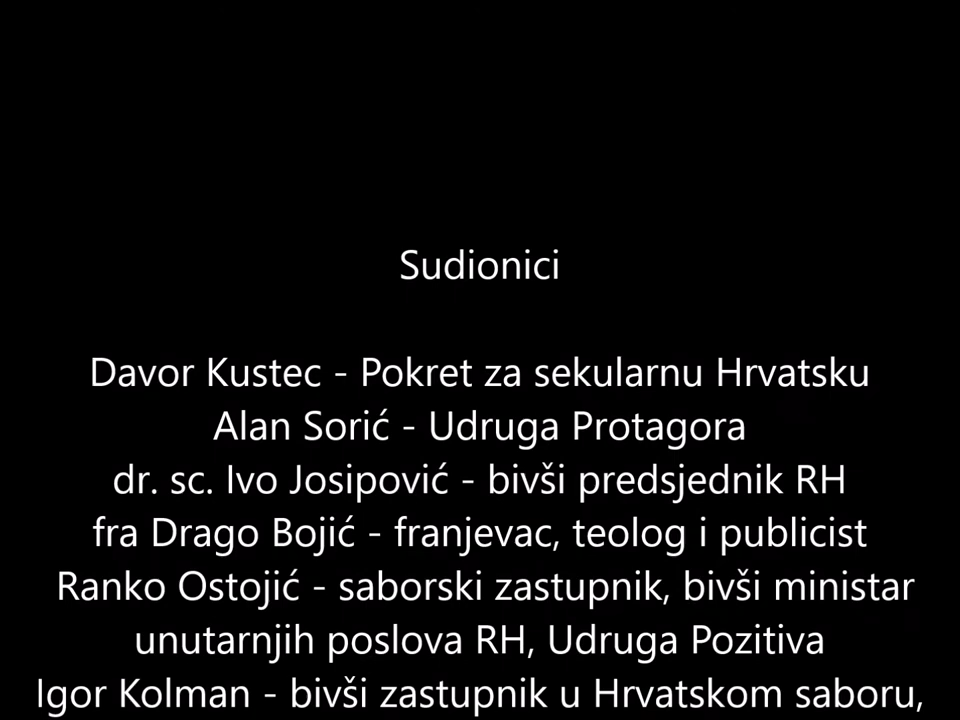 Sudionici
Davor Kustec - Pokret za sekularnu Hrvatsku
Alan Sorić - Udruga Protagora
dr. sc. Ivo Josipović - bivši predsjednik RH
fra Drago Bojić - franjevac, teolog i publicist
Ranko Ostojić - saborski zastupnik, bivši ministar
unutarnjih poslova RH, Udruga Pozitiva
Igor Kolman - bivši zastupnik u Hrvatskom saboru,